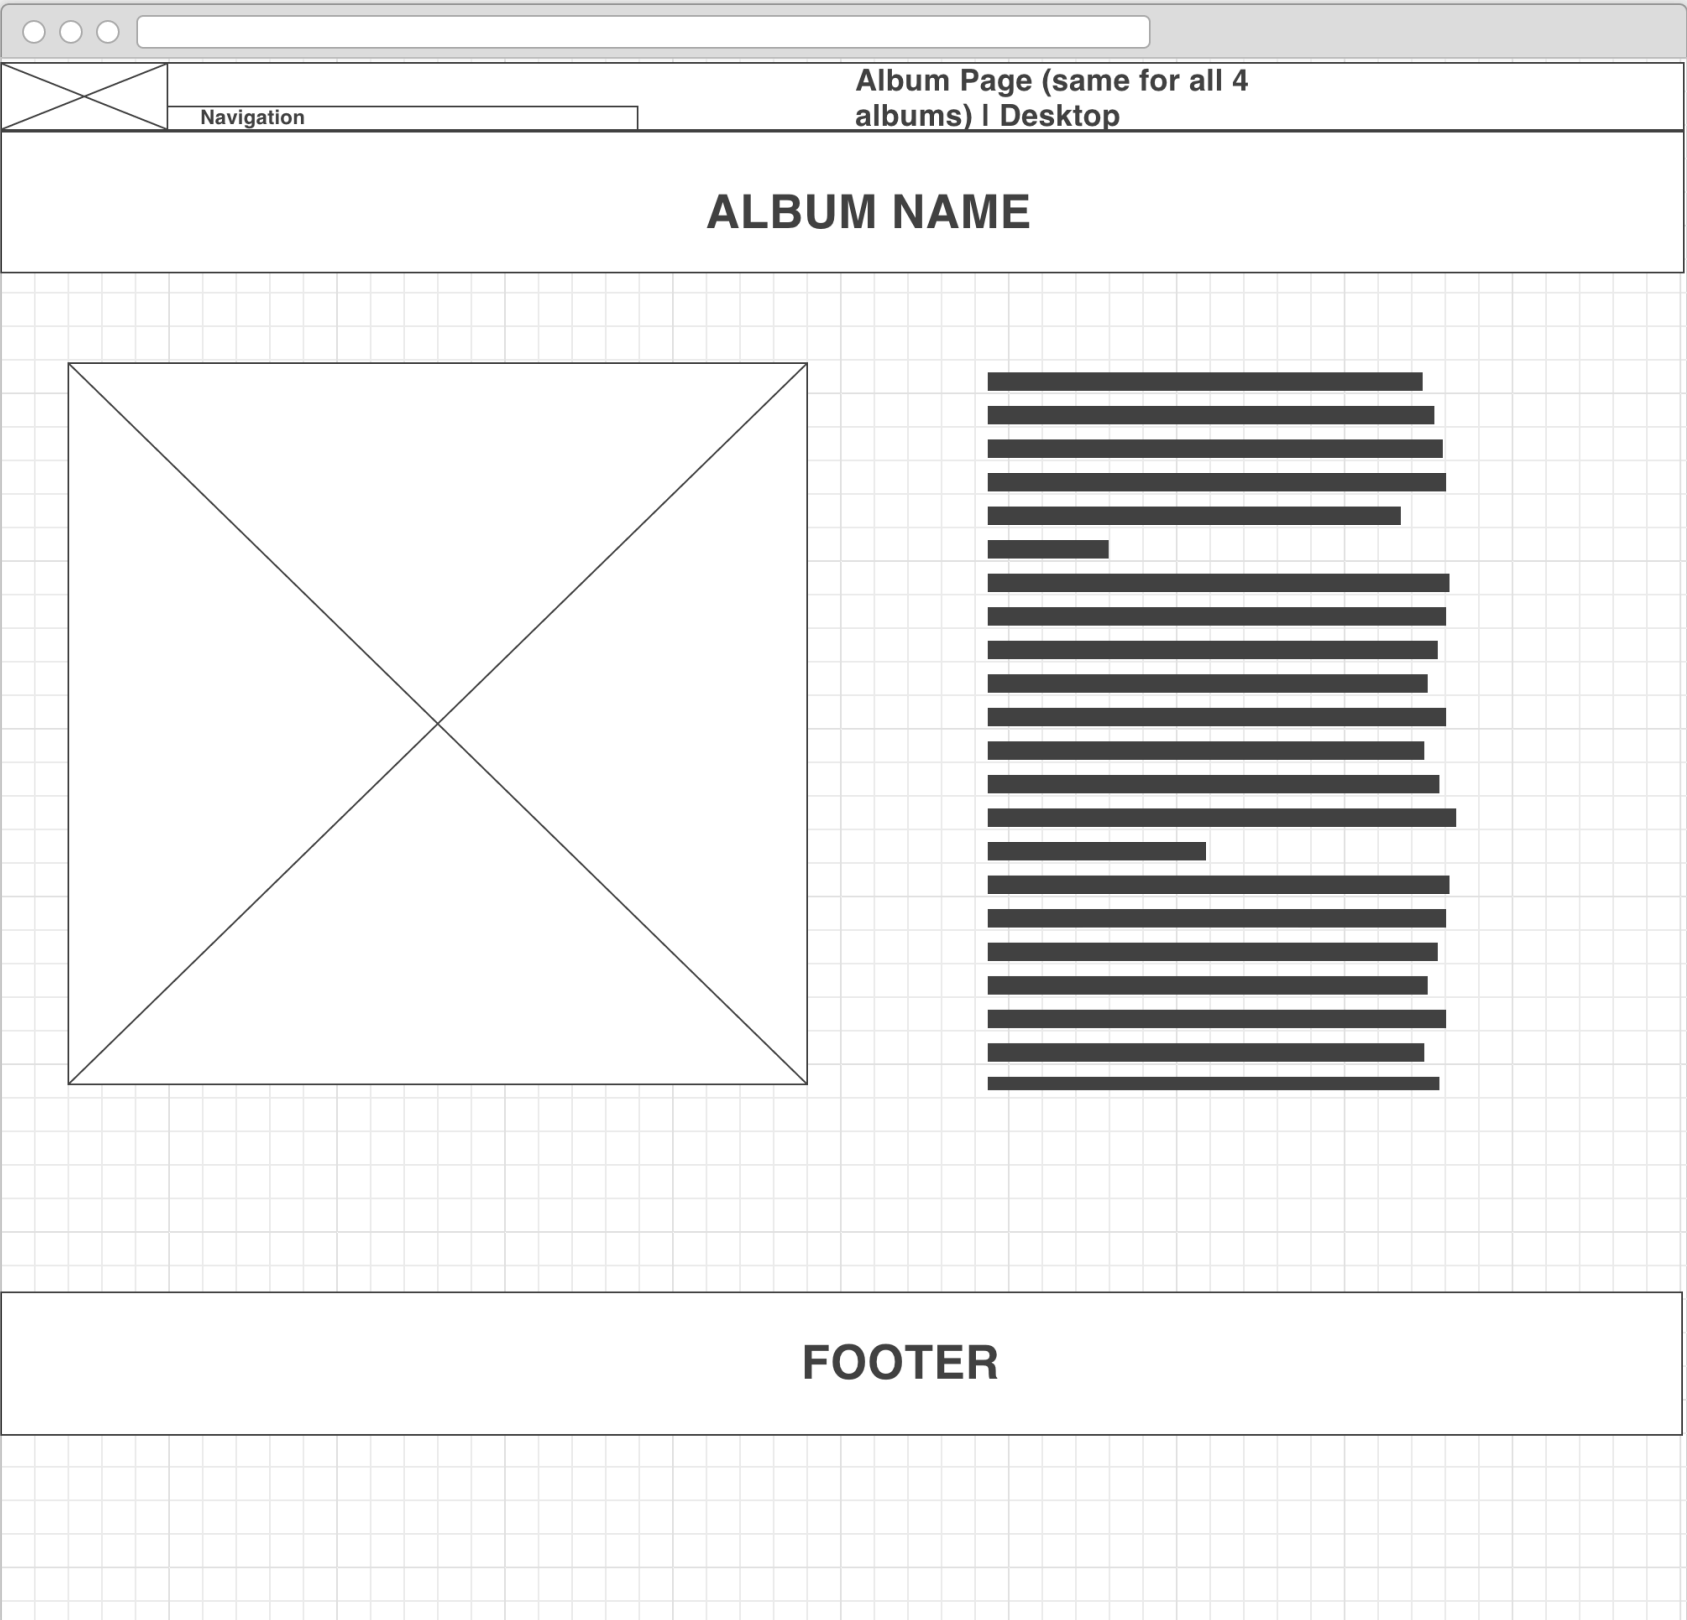 Album Page (same for all 4
albums) | Desktop
Navigation
ALBUM NAME
FOOTER